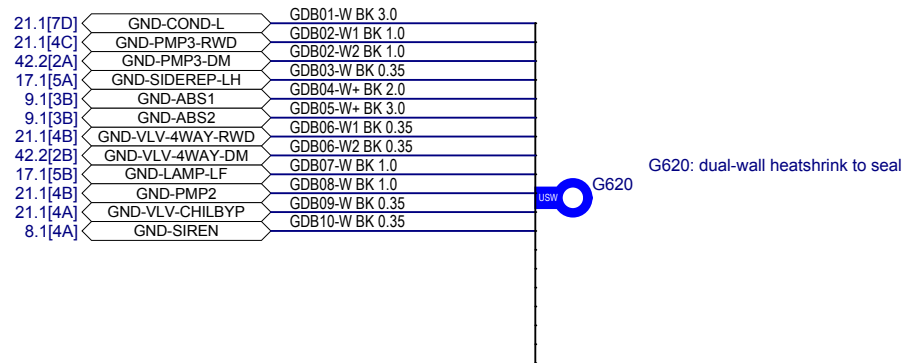 21.1[7D] GND-COND-L GDB01-W BK 3.0
21.1[4C] GND-PMP3-RWD GDB02-W1 BK 1.0
42.2[2A] GND-PMP3-DM GDB02-W2 BK 1.0
17.1[5A] GND-SIDEREP-LH GDB03-W BK 0.35
9.1[3B] GND-ABS1 GDB04-W+ BK 2.0
9.1[3B] GND-ABS2 GDB05-W+ BK 3.0
21.1[4B] GND-VLV-4WAY-RWD GDB06-W1 BK 0.35
42.2[2B] GND-VLV-4WAY-DM GDB06-W2 BK 0.35
17.1[5B] GND-LAMP-LF GDB07-W BK 1.0
21.1[4B] GND-PMP2 GDB08-W BK 1.0
21.1[4A] GND-VLV-CHILBYP GDB09-W BK 0.35
8.1[4A] GND-SIREN GDB10-W BK 0.35
USW G620
G620: dual-wall heatshrink to seal